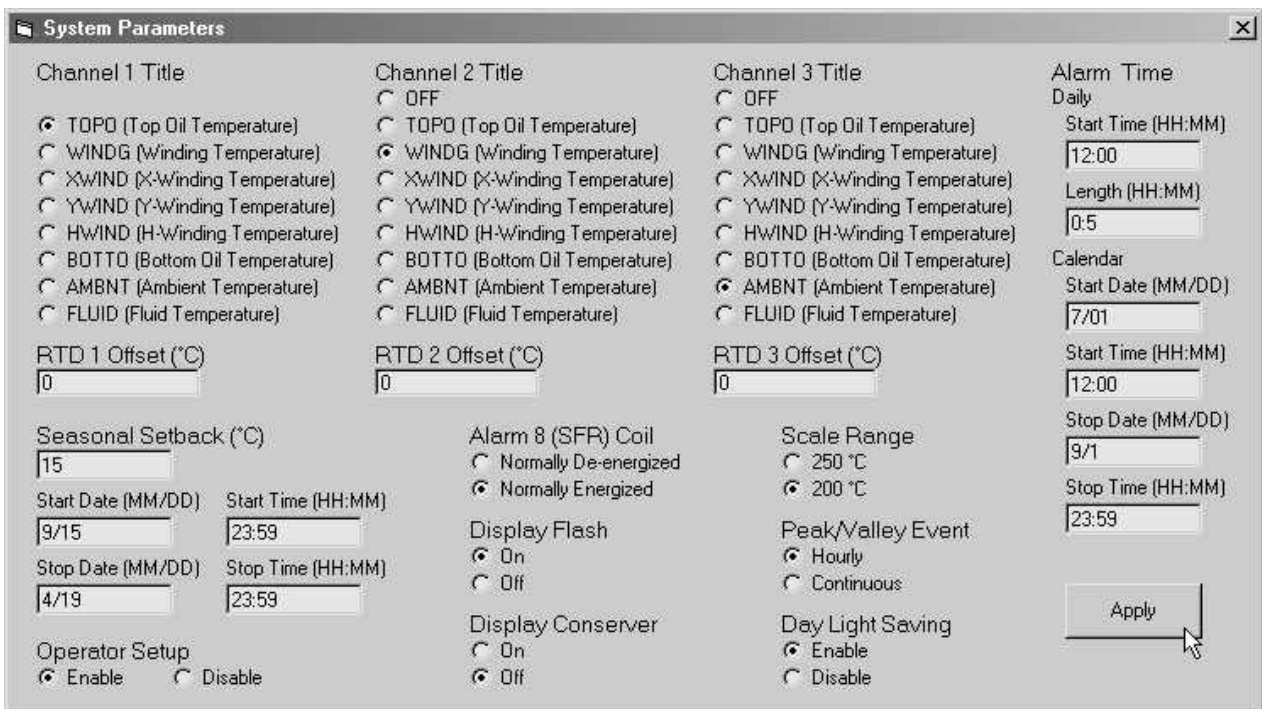 System Parameters
Channel 1 Title
TOPO (Top Oil Temperature)
WINDG (Winding Temperature)
XWIND (X-Winding Temperature)
YWIND (Y-Winding Temperature)
HWIND (H-Winding Temperature)
BOTTO (Bottom Oil Temperature)
AMBNT (Ambient Temperature)
FLUID (Fluid Temperature)
RTD 1 Offset (°C)
0
Channel 2 Title
OFF
TOPO (Top Oil Temperature)
WINDG (Winding Temperature)
XWIND (X-Winding Temperature)
YWIND (Y-Winding Temperature)
HWIND (H-Winding Temperature)
BOTTO (Bottom Oil Temperature)
AMBNT (Ambient Temperature)
FLUID (Fluid Temperature)
RTD 2 Offset (°C)
0
Channel 3 Title
OFF
TOPO (Top Oil Temperature)
WINDG (Winding Temperature)
XWIND (X-Winding Temperature)
YWIND (Y-Winding Temperature)
HWIND (H-Winding Temperature)
BOTTO (Bottom Oil Temperature)
AMBNT (Ambient Temperature)
FLUID (Fluid Temperature)
RTD 3 Offset (°C)
0
Alarm Time
Daily
Start Time (HH:MM)
12:00
Length (HH:MM)
0:5
Calendar
Start Date (MM/DD)
7/01
Start Time (HH:MM)
12:00
Stop Date (MM/DD)
9/1
Stop Time (HH:MM)
23:59
Seasonal Setback (°C)
15
Start Date (MM/DD) Start Time (HH:MM)
9/15 23:59
Stop Date (MM/DD) Stop Time (HH:MM)
4/19 23:59
Operator Setup
Enable Disable
Alarm 8 (SFR) Coil
Normally De-energized
Normally Energized
Display Flash
On
Off
Display Conserver
On
Off
Scale Range
250 °C
200 °C
Peak/Valley Event
Hourly
Continuous
Day Light Saving
Enable
Disable
Apply